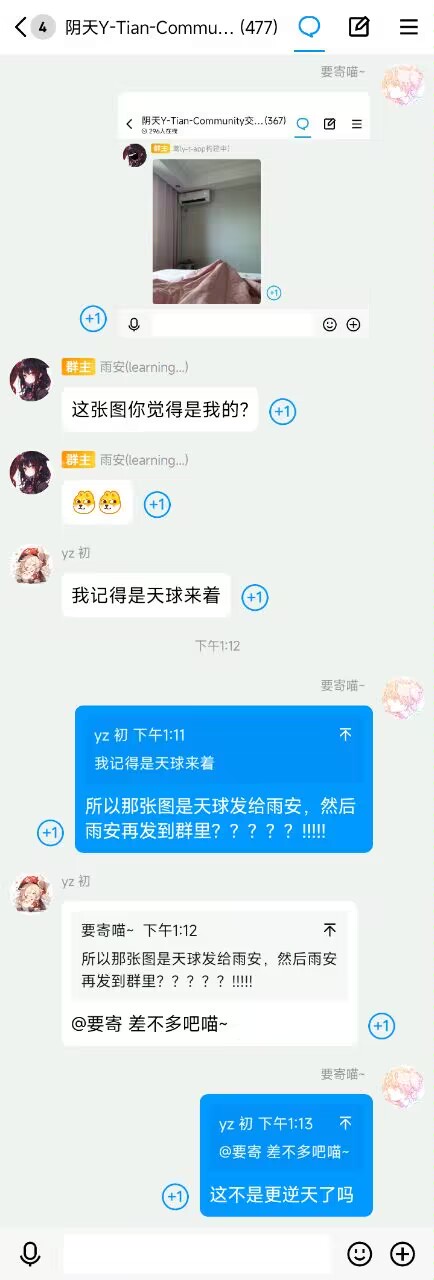 4 阴天Y-Tian-Commu... (477)
要寄喵~
阴天Y-Tian-Community交...(367)
296人在线
群主
+1
+1
群主 雨安(learning...)
这张图你觉得是我的?
+1
群主 雨安(learning...)
+1
yz 初
我记得是天球来着
+1
下午1:12
要寄喵~
yz 初 下午1:11
我记得是天球来着
所以那张图是天球发给雨安，然后
雨安再发到群里？？？？？!!!!!
+1
yz 初
要寄喵~ 下午1:12
所以那张图是天球发给雨安，然后雨安
再发到群里？？？？？!!!!!
@要寄 差不多吧喵~
+1
要寄喵~
yz 初 下午1:13
@要寄 差不多吧喵~
这不是更逆天了吗
+1